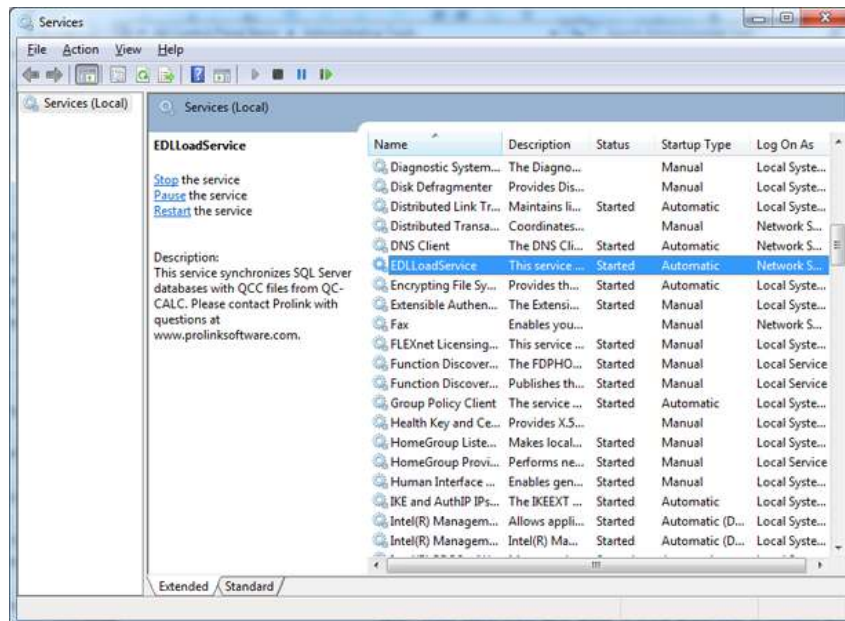 Services
File Action View Help
Services (Local)
Services (Local)
EDLLoadService
Stop the service
Pause the service
Restart the service
Description:
This service synchronizes SQL Server
databases with QCC files from QC-
CALC. Please contact Prolink with
questions at
www.prolinksoftware.com.
Name Description Status Startup Type Log On As
Diagnostic System... The Diagno... Manual Local Syste...
Disk Defragmenter Provides Dis... Manual Local Syste...
Distributed Link Tr... Maintains li... Started Automatic Local Syste...
Distributed Transa... Coordinates... Manual Network S...
DNS Client The DNS Cli... Started Automatic Network S...
EDLLoadService This service ... Started Automatic Network S...
Encrypting File Sy... Provides th... Started Automatic Local Syste...
Extensible Authen... The Extensi... Started Manual Local Syste...
Fax Enables you... Manual Network S...
FLEXnet Licensing... This service ... Started Manual Local Syste...
Function Discover... The FDPHO... Started Manual Local Service
Function Discover... Publishes th... Started Manual Local Service
Group Policy Client The service ... Started Automatic Local Syste...
Health Key and Ce... Provides X.5... Manual Local Syste...
HomeGroup Liste... Makes local... Started Manual Local Syste...
HomeGroup Provi... Performs ne... Started Manual Local Service
Human Interface ... Enables gen... Started Manual Local Syste...
IKE and AuthIP IPs... The IKEEXT ... Started Automatic Local Syste...
Intel(R) Managem... Allows appli... Started Automatic (D... Local Syste...
Intel(R) Managem... Intel(R) Ma... Started Automatic (D... Local Syste...
Extended Standard